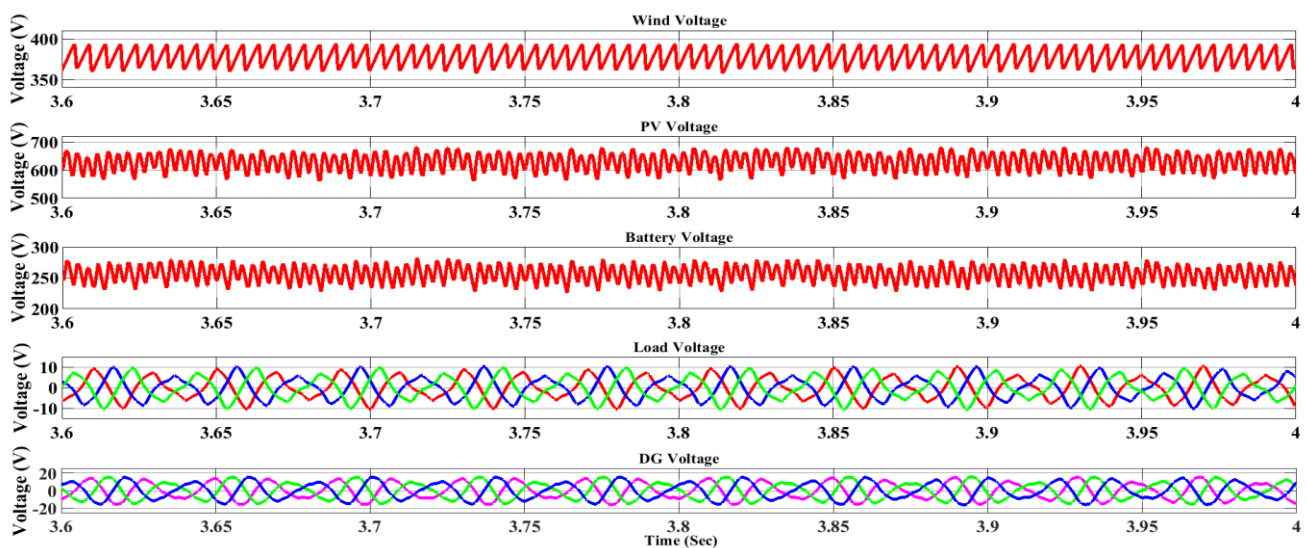 Wind Voltage
Voltage (V)
400
350
3.6 3.65 3.7 3.75 3.8 3.85 3.9 3.95 4
PV Voltage
Voltage (V)
700
600
500
3.6 3.65 3.7 3.75 3.8 3.85 3.9 3.95 4
Battery Voltage
Voltage (V)
300
250
200
3.6 3.65 3.7 3.75 3.8 3.85 3.9 3.95 4
Load Voltage
Voltage (V)
10
0
-10
3.6 3.65 3.7 3.75 3.8 3.85 3.9 3.95 4
DG Voltage
Voltage (V)
20
0
-20
3.6 3.65 3.7 3.75 3.8 3.85 3.9 3.95 4
Time (Sec)